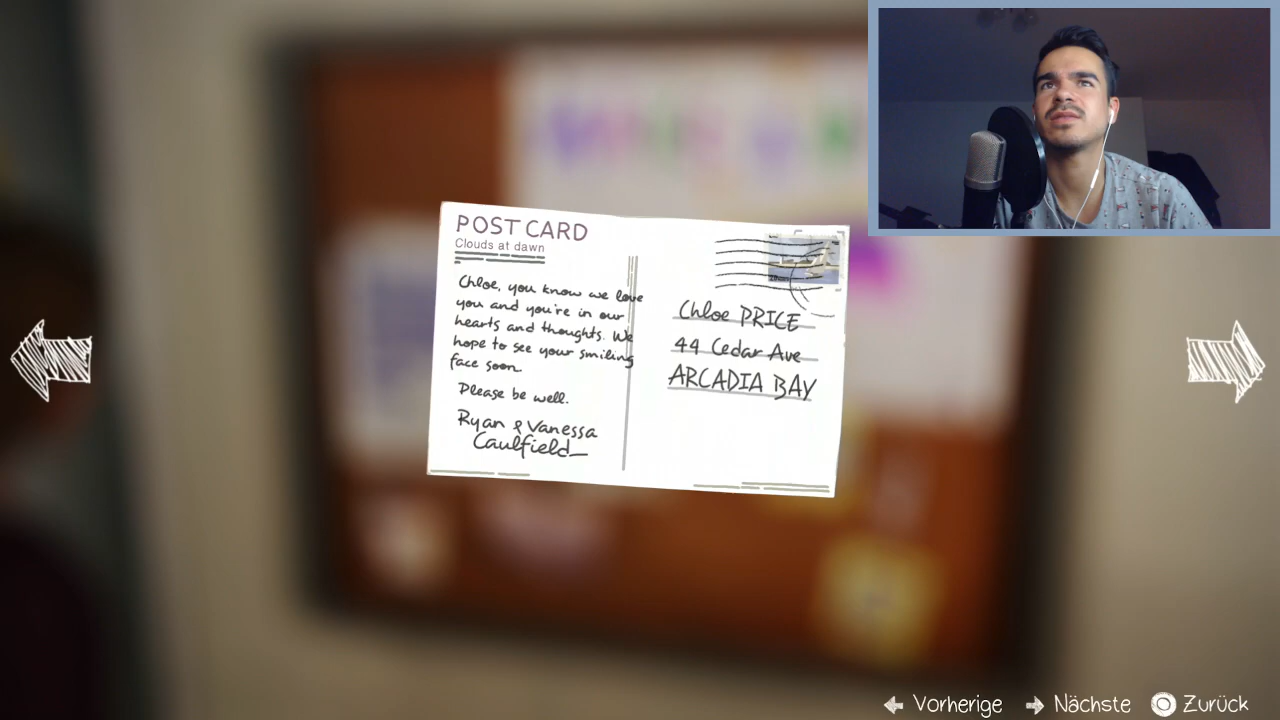 POST CARD
Clouds at dawn
Chloe, you know we love
you and you're in our
hearts and thoughts. We
hope to see your smiling
face soon.
Please be well.
Ryan & Vanessa
Caulfield
Chloe PRICE
44 Cedar Ave
ARCADIA BAY
Vorherige
Nächste
Zurück